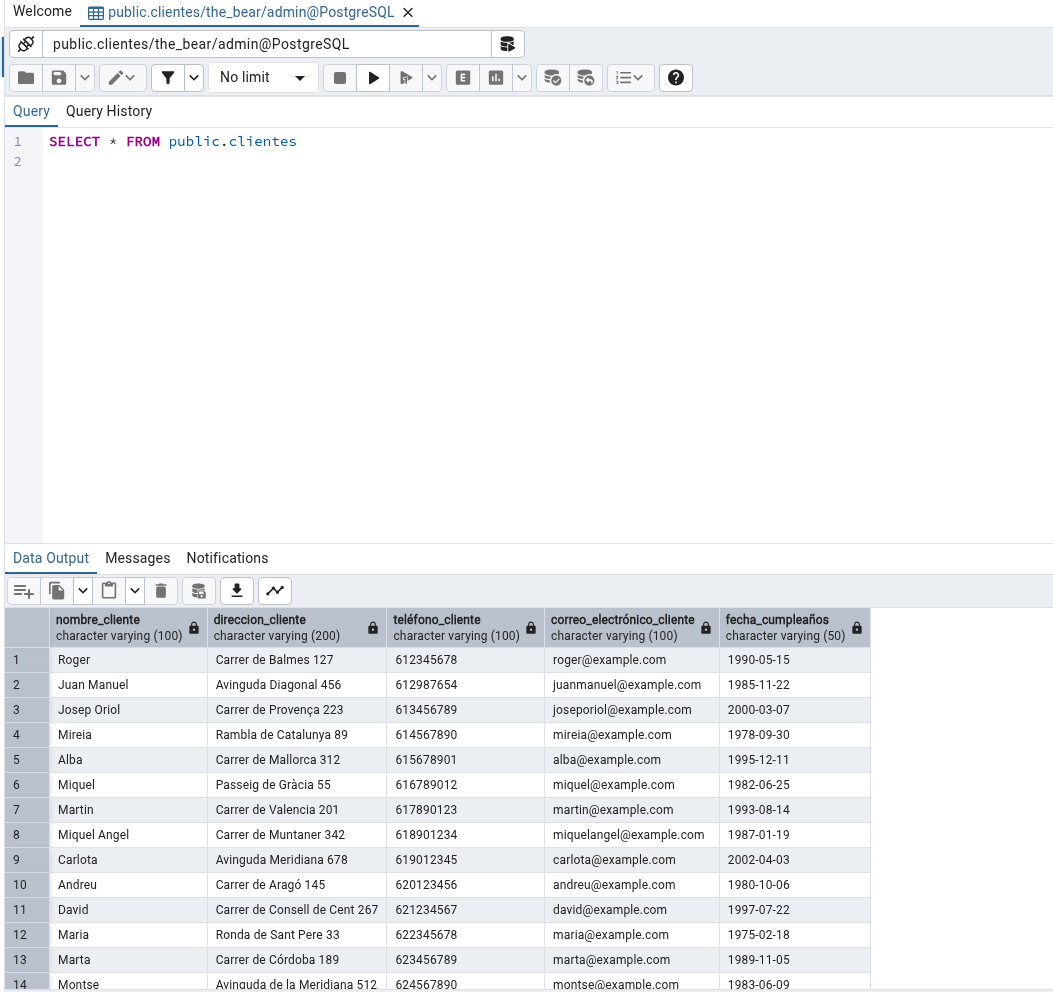 Welcome public.clientes/the_bear/admin@PostgreSQL
public.clientes/the_bear/admin@PostgreSQL
No limit E
Query Query History
1 SELECT * FROM public.clientes
2
Data Output Messages Notifications
nombre_cliente direccion_cliente teléfono_cliente correo_electrónico_cliente fecha_cumpleaños
character varying (100) character varying (200) character varying (100) character varying (100) character varying (50)
1 Roger Carrer de Balmes 127 612345678 roger@example.com 1990-05-15
2 Juan Manuel Avinguda Diagonal 456 612987654 juanmanuel@example.com 1985-11-22
3 Josep Oriol Carrer de Provença 223 613456789 joseporiol@example.com 2000-03-07
4 Mireia Rambla de Catalunya 89 614567890 mireia@example.com 1978-09-30
5 Alba Carrer de Mallorca 312 615678901 alba@example.com 1995-12-11
6 Miquel Passeig de Gràcia 55 616789012 miquel@example.com 1982-06-25
7 Martin Carrer de Valencia 201 617890123 martin@example.com 1993-08-14
8 Miquel Angel Carrer de Muntaner 342 618901234 miquelangel@example.com 1987-01-19
9 Carlota Avinguda Meridiana 678 619012345 carlota@example.com 2002-04-03
10 Andreu Carrer de Aragó 145 620123456 andreu@example.com 1980-10-06
11 David Carrer de Consell de Cent 267 621234567 david@example.com 1997-07-22
12 Maria Ronda de Sant Pere 33 622345678 maria@example.com 1975-02-18
13 Marta Carrer de Córdoba 189 623456789 marta@example.com 1989-11-05
14 Montse Avinguda de la Meridiana 512 624567890 montse@example.com 1983-06-09